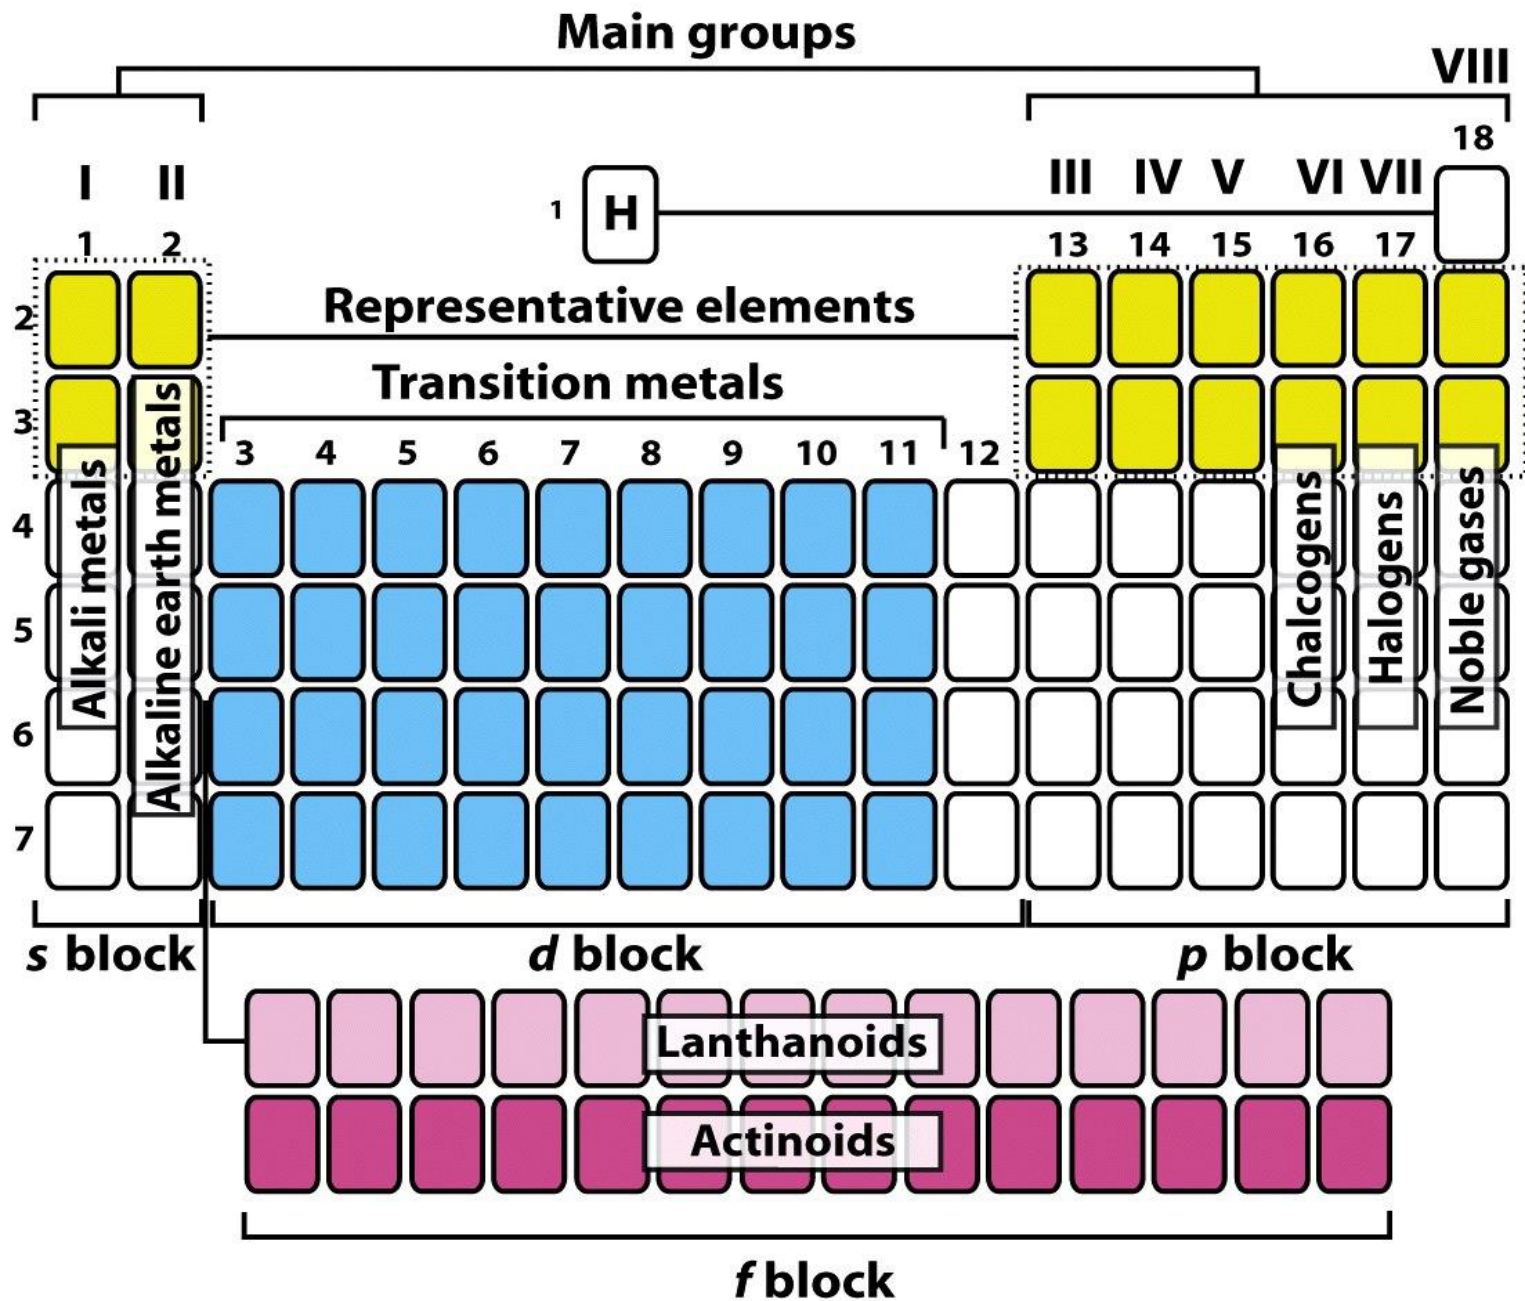 Main groups
VIII
18
I II
1 H
III IV V VI VII
1 2
13 14 15 16 17
2
Representative elements
Transition metals
3
3 4 5 6 7 8 9 10 11 12
4
5
6
7
Alkali metals
Alkaline earth metals
Chalcogens
Halogens
Noble gases
s block
d block
p block
Lanthanoids
Actinoids
f block